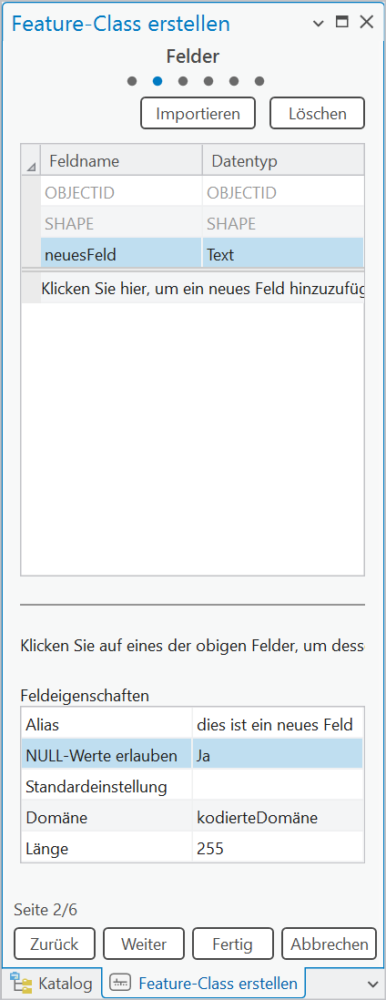 Feature-Class erstellen
Felder
Importieren Löschen
Feldname Datentyp
OBJECTID OBJECTID
SHAPE SHAPE
neuesFeld Text
Klicken Sie hier, um ein neues Feld hinzuzufüg
Klicken Sie auf eines der obigen Felder, um dess
Feldeigenschaften
Alias dies ist ein neues Feld
NULL-Werte erlauben Ja
Standardeinstellung
Domäne kodierteDomäne
Länge 255
Seite 2/6
Zurück Weiter Fertig Abbrechen
Katalog Feature-Class erstellen